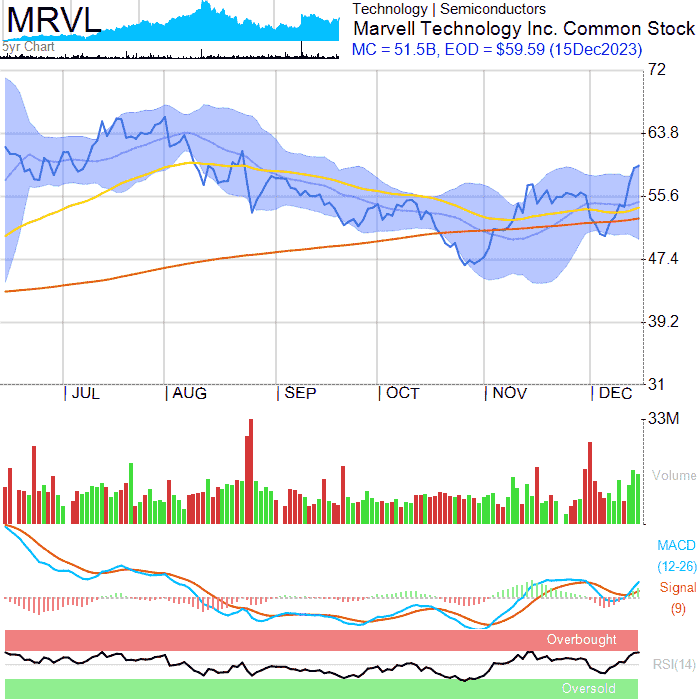 MRVL
5yr Chart
Technology | Semiconductors
Marvell Technology Inc. Common Stock
MC = 51.5B, EOD = $59.59 (15Dec2023)
72
63.8
55.6
47.4
39.2
31
JUL
AUG
SEP
OCT
NOV
DEC
33M
Volume
MACD
(12-26)
Signal
(9)
Overbought
RSI(14)
Oversold